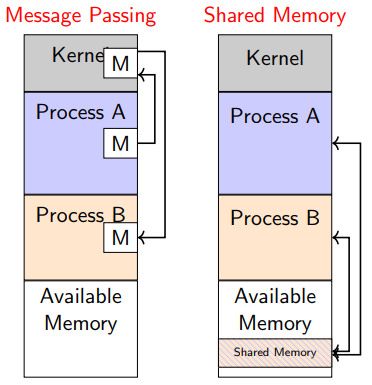 Message Passing
Kernel
M
Process A
M
Process B
M
Available
Memory
Shared Memory
Kernel
Process A
Process B
Available
Memory
Shared Memory